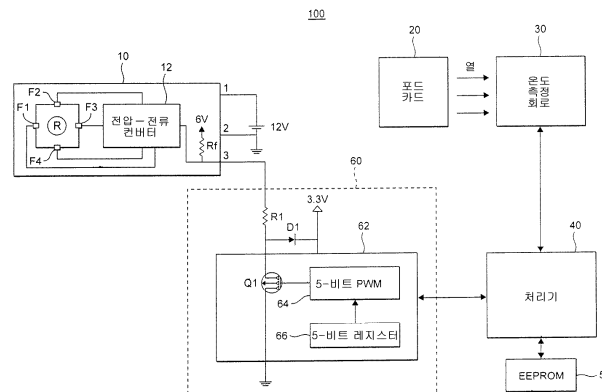 100
10
12
20
30
F2
F1
R
F3
F4
전압-전류
컨버터
6V
Rf
1
2
3
12V
포드
카드
열
온도
측정
회로
60
R1
3.3V
D1
62
40
Q1
5-비트 PWM
64
66
5-비트 레지스터
처리기
EEPROM